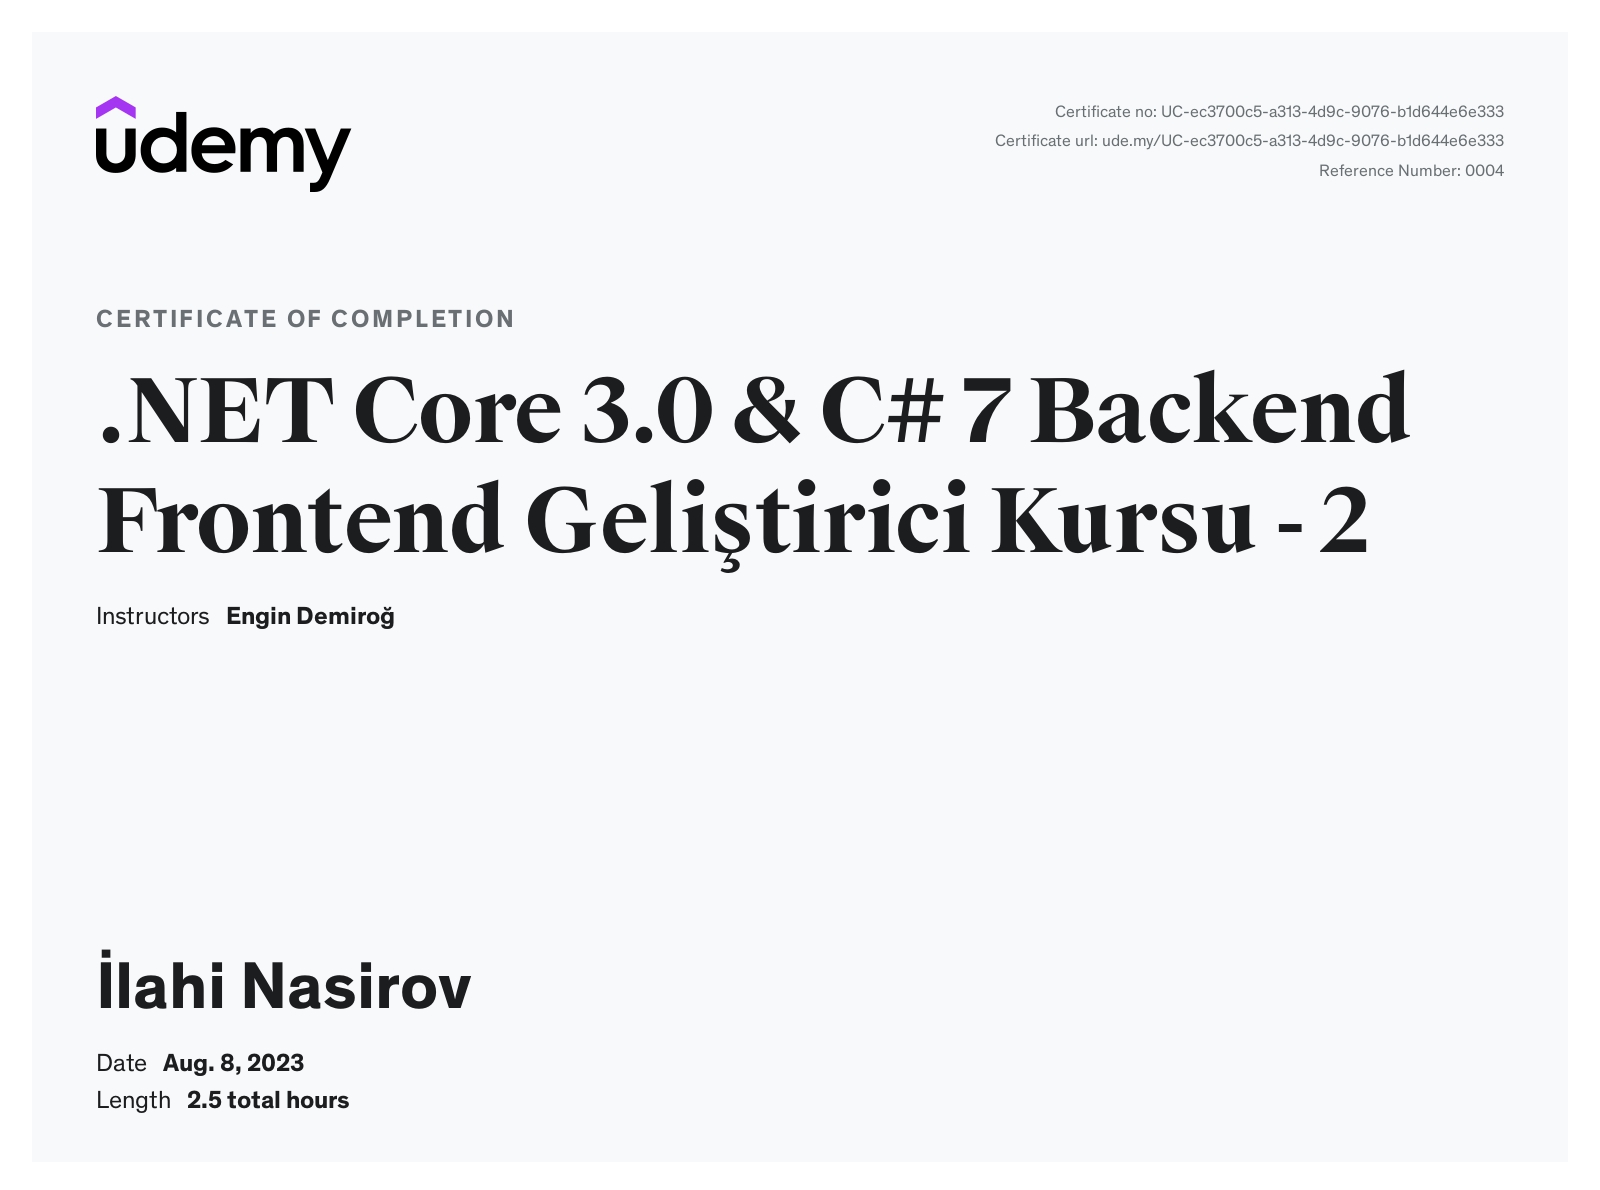 udemy
Certificate no: UC-ec3700c5-a313-4d9c-9076-b1d644e6e333
Certificate url: ude.my/UC-ec3700c5-a313-4d9c-9076-b1d644e6e333
Reference Number: 0004
CERTIFICATE OF COMPLETION
.NET Core 3.0 & C# 7 Backend
Frontend Geliştirici Kursu - 2
Instructors Engin Demiroğ
İlahi Nasirov
Date Aug. 8, 2023
Length 2.5 total hours